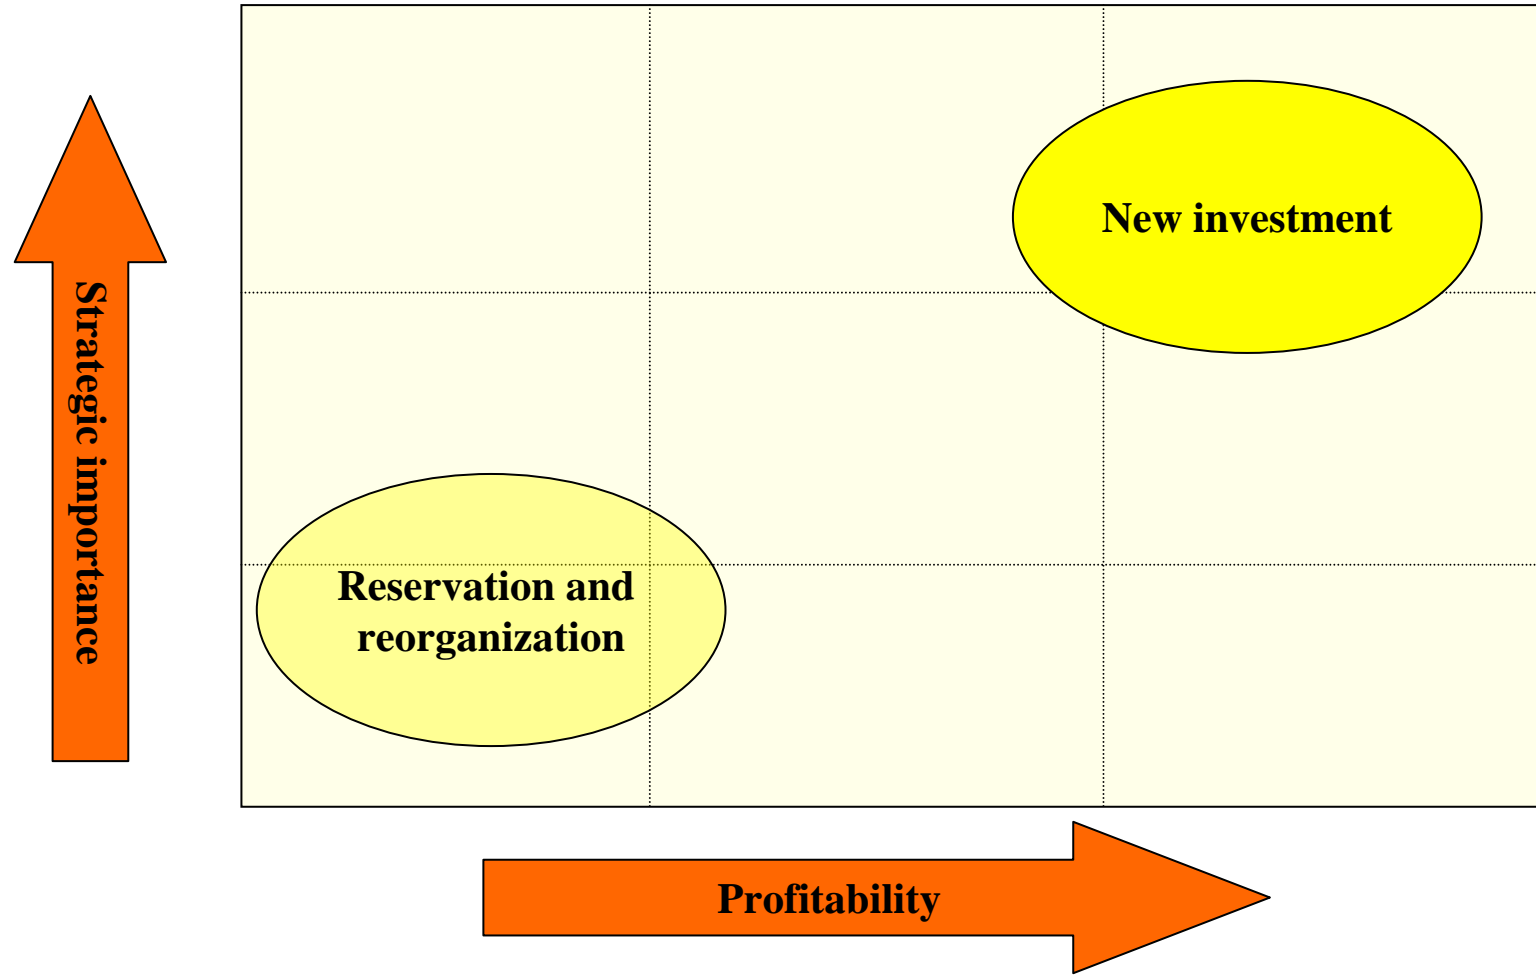 New investment
Strategic importance
Reservation and
reorganization
Profitability